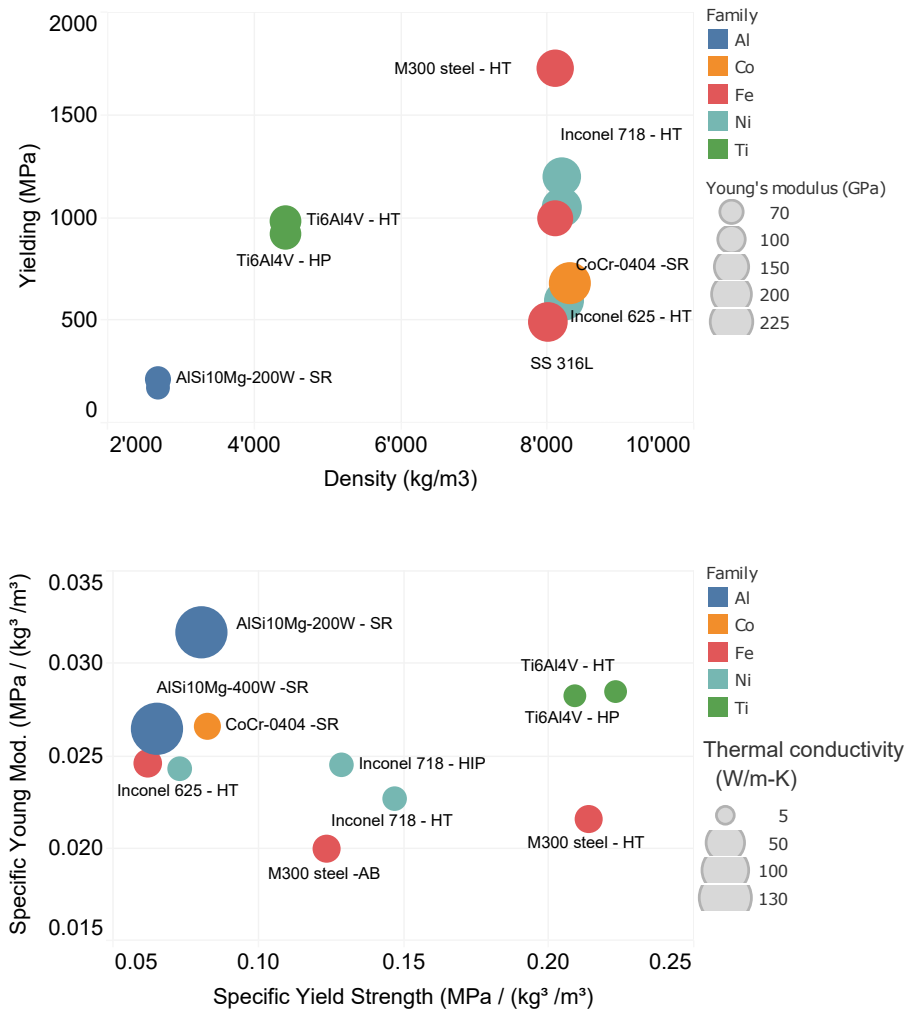 Yielding (MPa)
2000
1500
1000
500
0
M300 steel - HT
Inconel 718 - HT
Ti6Al4V - HT
Ti6Al4V - HP
CoCr-0404 -SR
Inconel 625 - HT
SS 316L
AlSi10Mg-200W - SR
2'000 4'000 6'000 8'000 10'000
Density (kg/m3)
Family
Al
Co
Fe
Ni
Ti
Young's modulus (GPa)
70
100
150
200
225
Specific Young Mod. (MPa / (kg³ /m³)
0.035
0.030
0.025
0.020
0.015
AlSi10Mg-200W - SR
AlSi10Mg-400W -SR
Ti6Al4V - HT
Ti6Al4V - HP
CoCr-0404 -SR
Inconel 718 - HIP
Inconel 625 - HT
Inconel 718 - HT
M300 steel - HT
M300 steel -AB
0.05 0.10 0.15 0.20 0.25
Specific Yield Strength (MPa / (kg³ /m³)
Family
Al
Co
Fe
Ni
Ti
Thermal conductivity
(W/m-K)
5
50
100
130